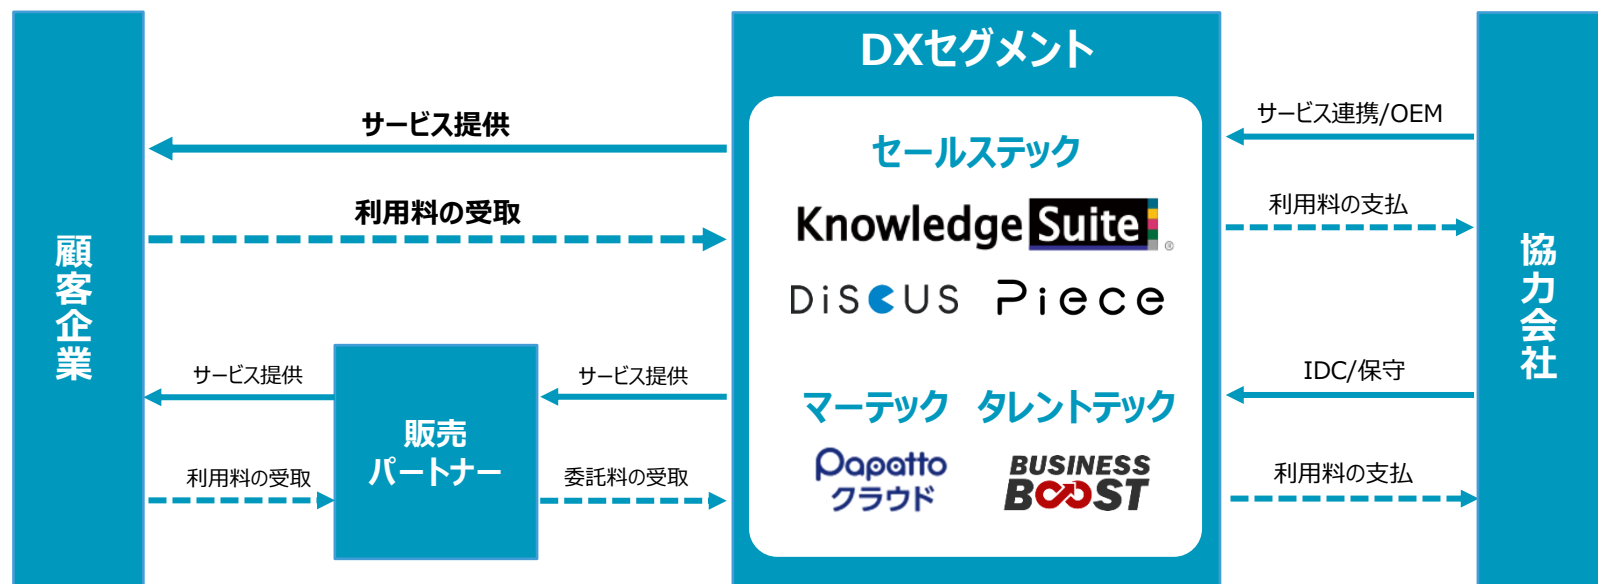 DXセグメント
サービス提供
サービス連携/OEM
セールステック
利用料の受取
利用料の支払
Knowledge Suite
®
顧客企業
DiSCUS Piece
協力会社
サービス提供
サービス提供
IDC/保守
マーテック タレントテック
販売
パートナー
利用料の受取
委託料の受取
Papatto
クラウド
BUSINESS
BOOST
利用料の支払